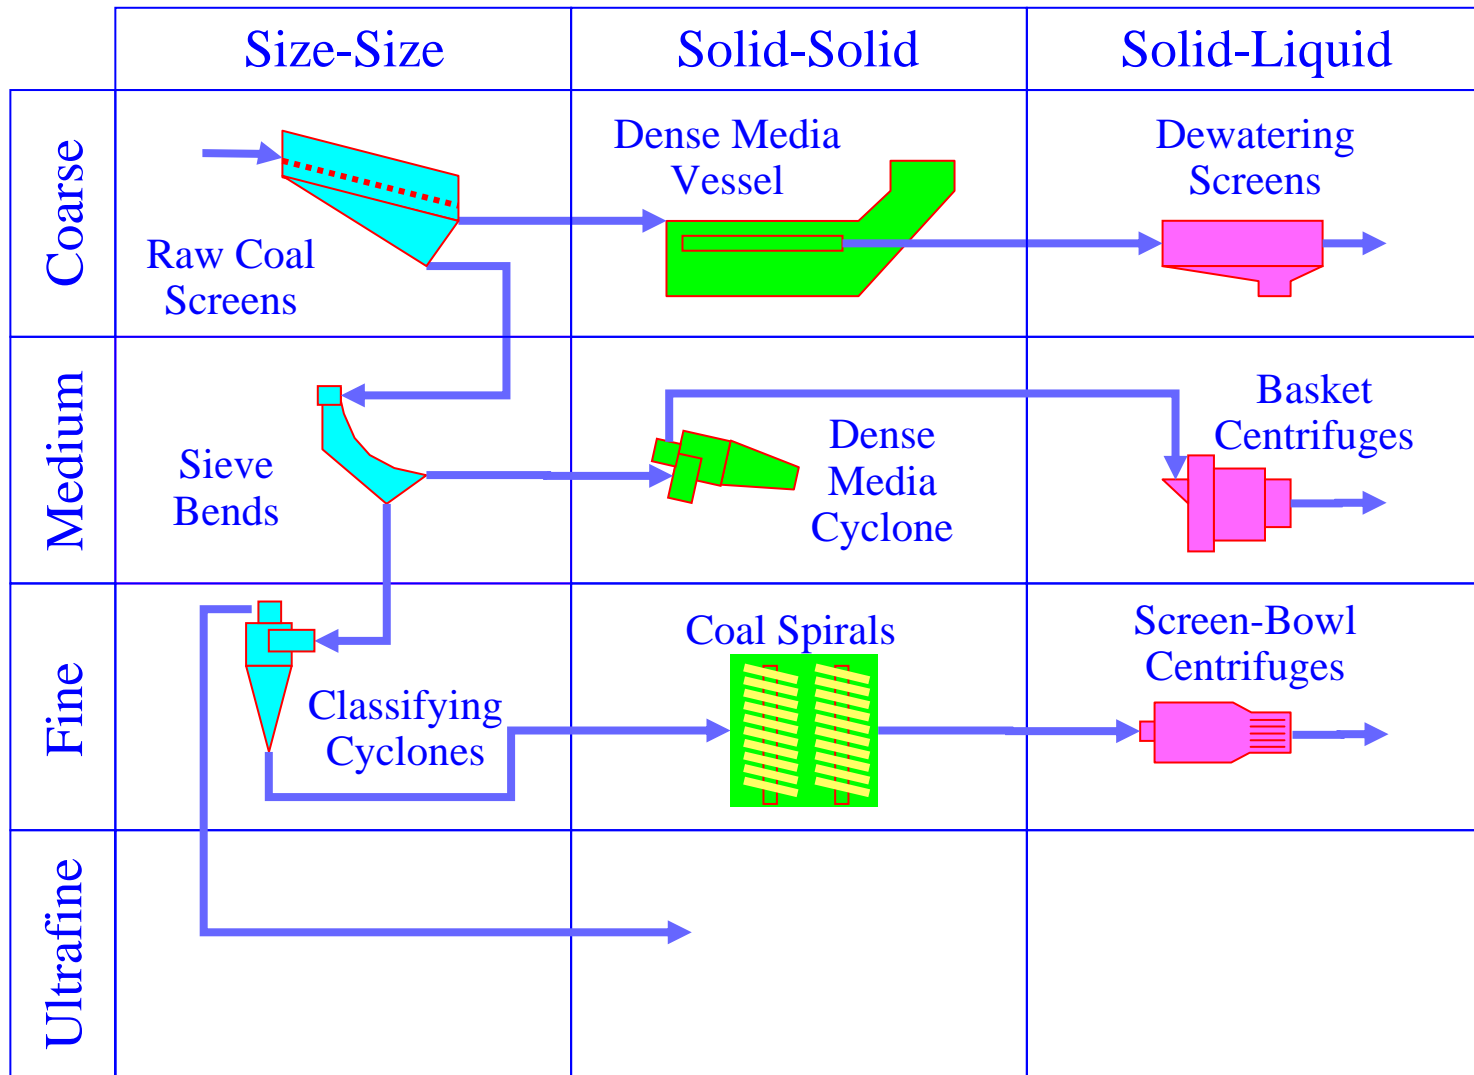 Size-Size
Solid-Solid
Solid-Liquid
Coarse
Raw Coal
Screens
Dense Media
Vessel
Dewatering
Screens
Medium
Sieve
Bends
Dense
Media
Cyclone
Basket
Centrifuges
Fine
Classifying
Cyclones
Coal Spirals
Screen-Bowl
Centrifuges
Ultrafine